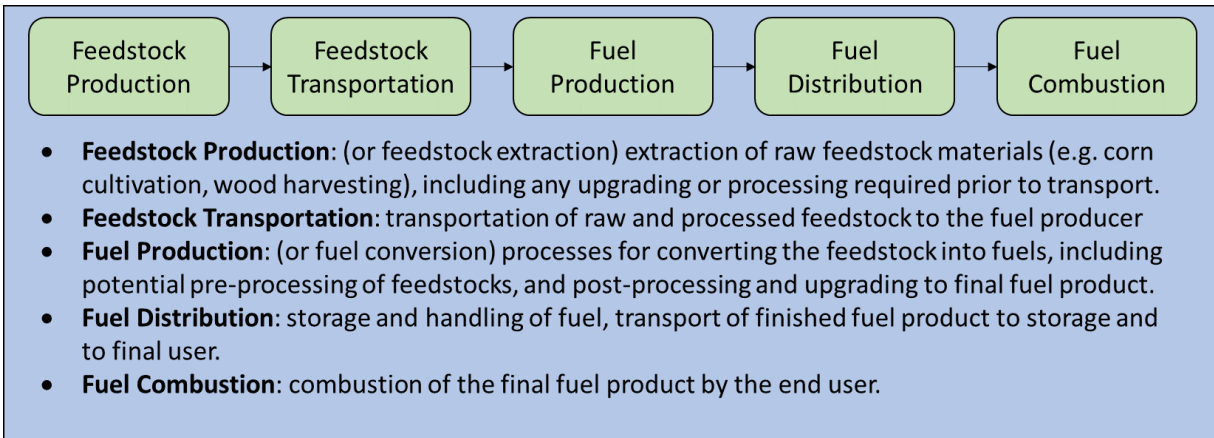 Feedstock
Production
Feedstock
Transportation
Fuel
Production
Fuel
Distribution
Fuel
Combustion
• Feedstock Production: (or feedstock extraction) extraction of raw feedstock materials (e.g. corn
cultivation, wood harvesting), including any upgrading or processing required prior to transport.
• Feedstock Transportation: transportation of raw and processed feedstock to the fuel producer
• Fuel Production: (or fuel conversion) processes for converting the feedstock into fuels, including
potential pre-processing of feedstocks, and post-processing and upgrading to final fuel product.
• Fuel Distribution: storage and handling of fuel, transport of finished fuel product to storage and
to final user.
• Fuel Combustion: combustion of the final fuel product by the end user.